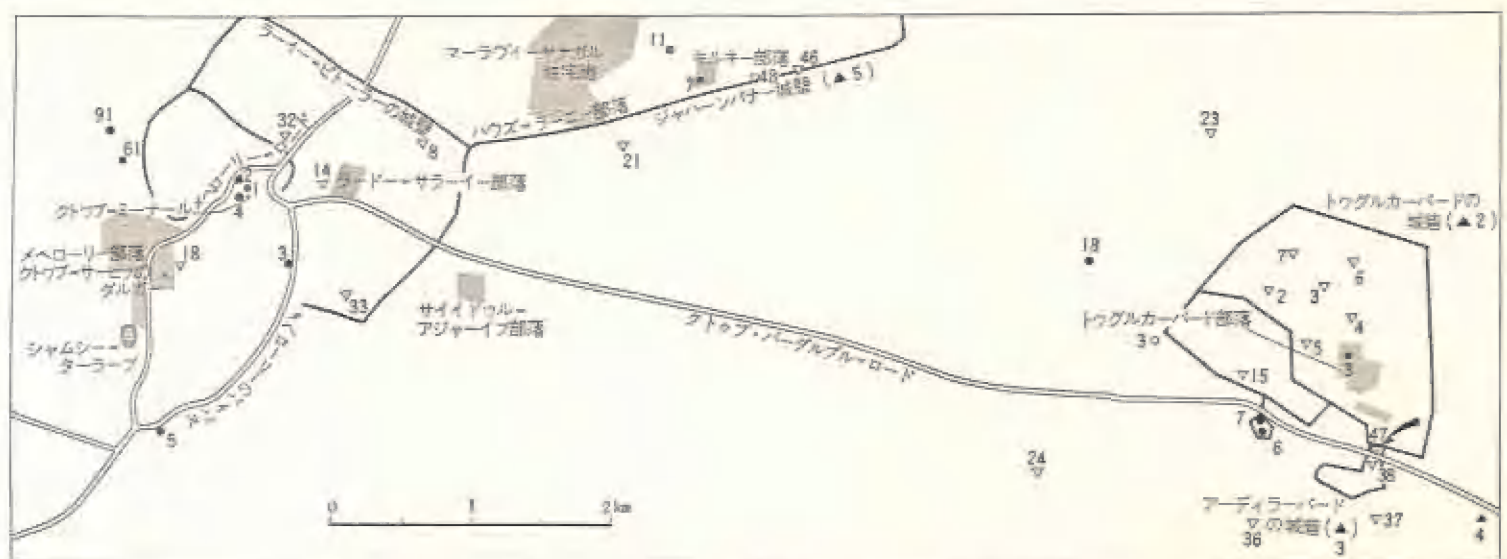 マーラヴィーナガル
住宅地
11
モルネー部落
46
48
9
ジャハーンパナー城壁 (▲5)
ハウズ＝ラーニー部落
ラーイ＝ピトーラーの城壁
8
32
91
61
2
1
4
14
ラードー＝サラーイー部落
クトゥブ＝ミーナール
メヘローリー部落
18
クトゥブ＝サーヒブの
ダルガー
シャムシー＝
タラーブ
3
33
サイイドゥル＝
アジャーイブ部落
5
21
23
18
クトゥブ・バーダルプル＝ロード
24
トゥグルカーバードの
城砦(▲2)
7
6
2
3
4
5
3
トゥグルカーバード部落
3
15
7
6
47
38
アーディラーバード
の城砦(▲
3
36
37
4
0
1
2km